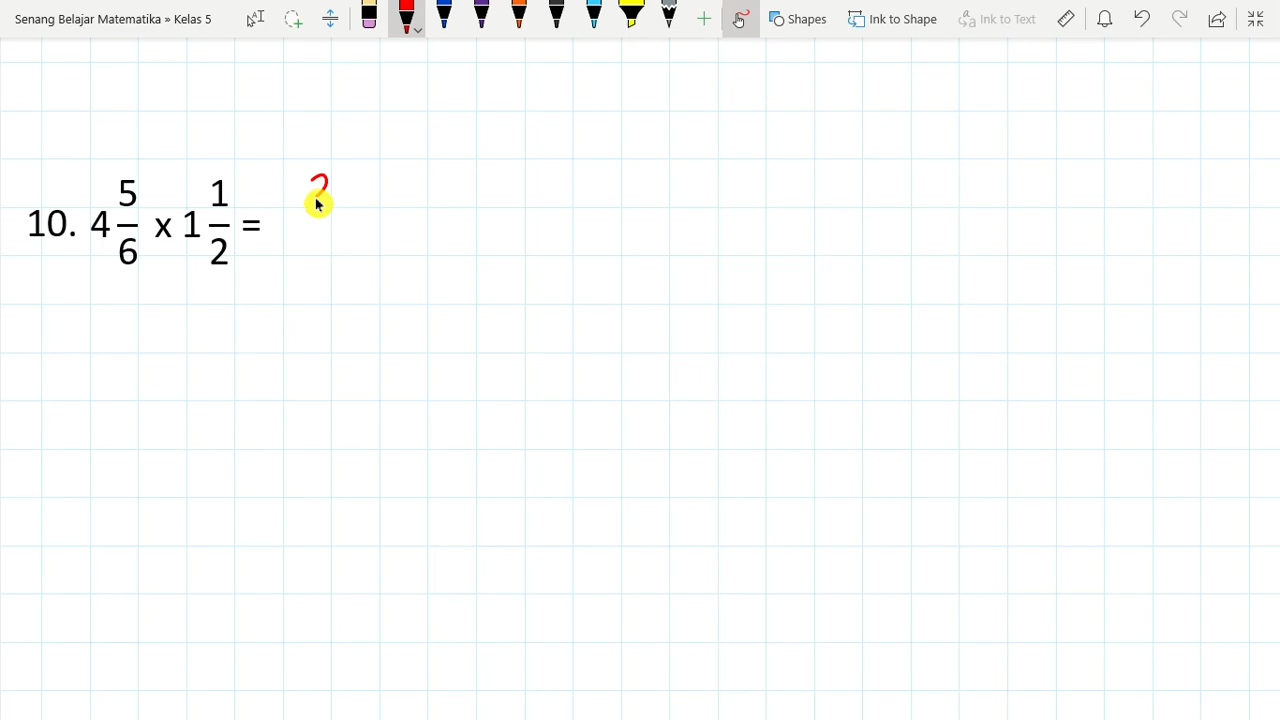 Senang Belajar Matematika » Kelas 5
Shapes
Ink to Shape
Ink to Text
10. 4 5/6 x 1 1/2 =